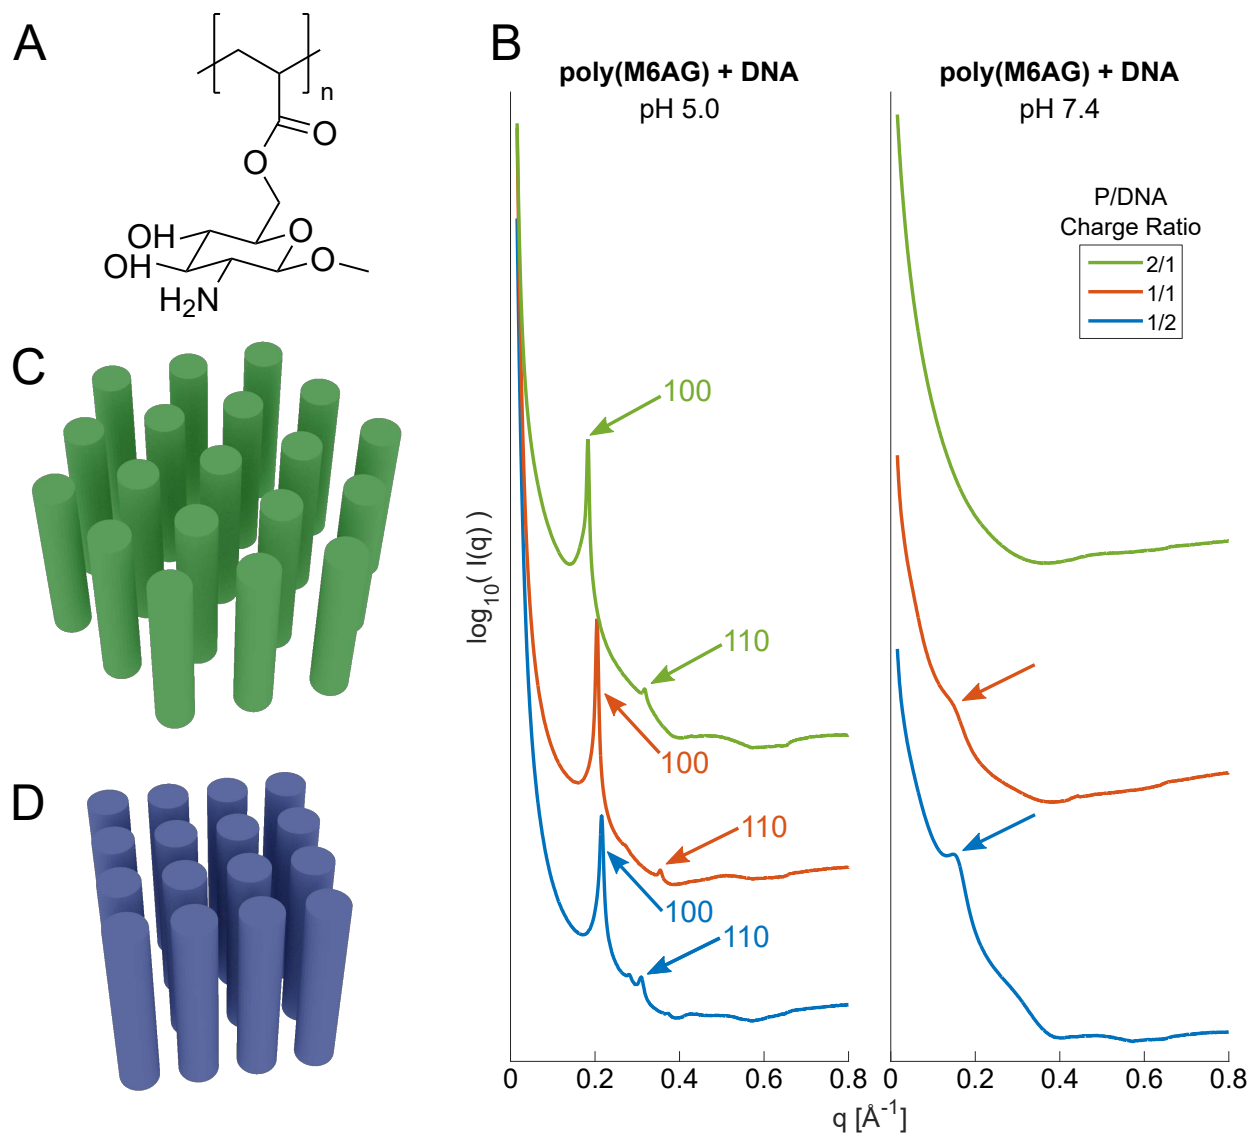 A
n
O
O
OH
O
OH
O
H₂N
B
poly(M6AG) + DNA
pH 5.0
poly(M6AG) + DNA
pH 7.4
P/DNA
Charge Ratio
2/1
1/1
1/2
100
110
100
110
100
110
log₁₀( I(q) )
0
0.2
0.4
0.6
0.8
0
0.2
0.4
0.6
0.8
q [Å⁻¹]
C
D